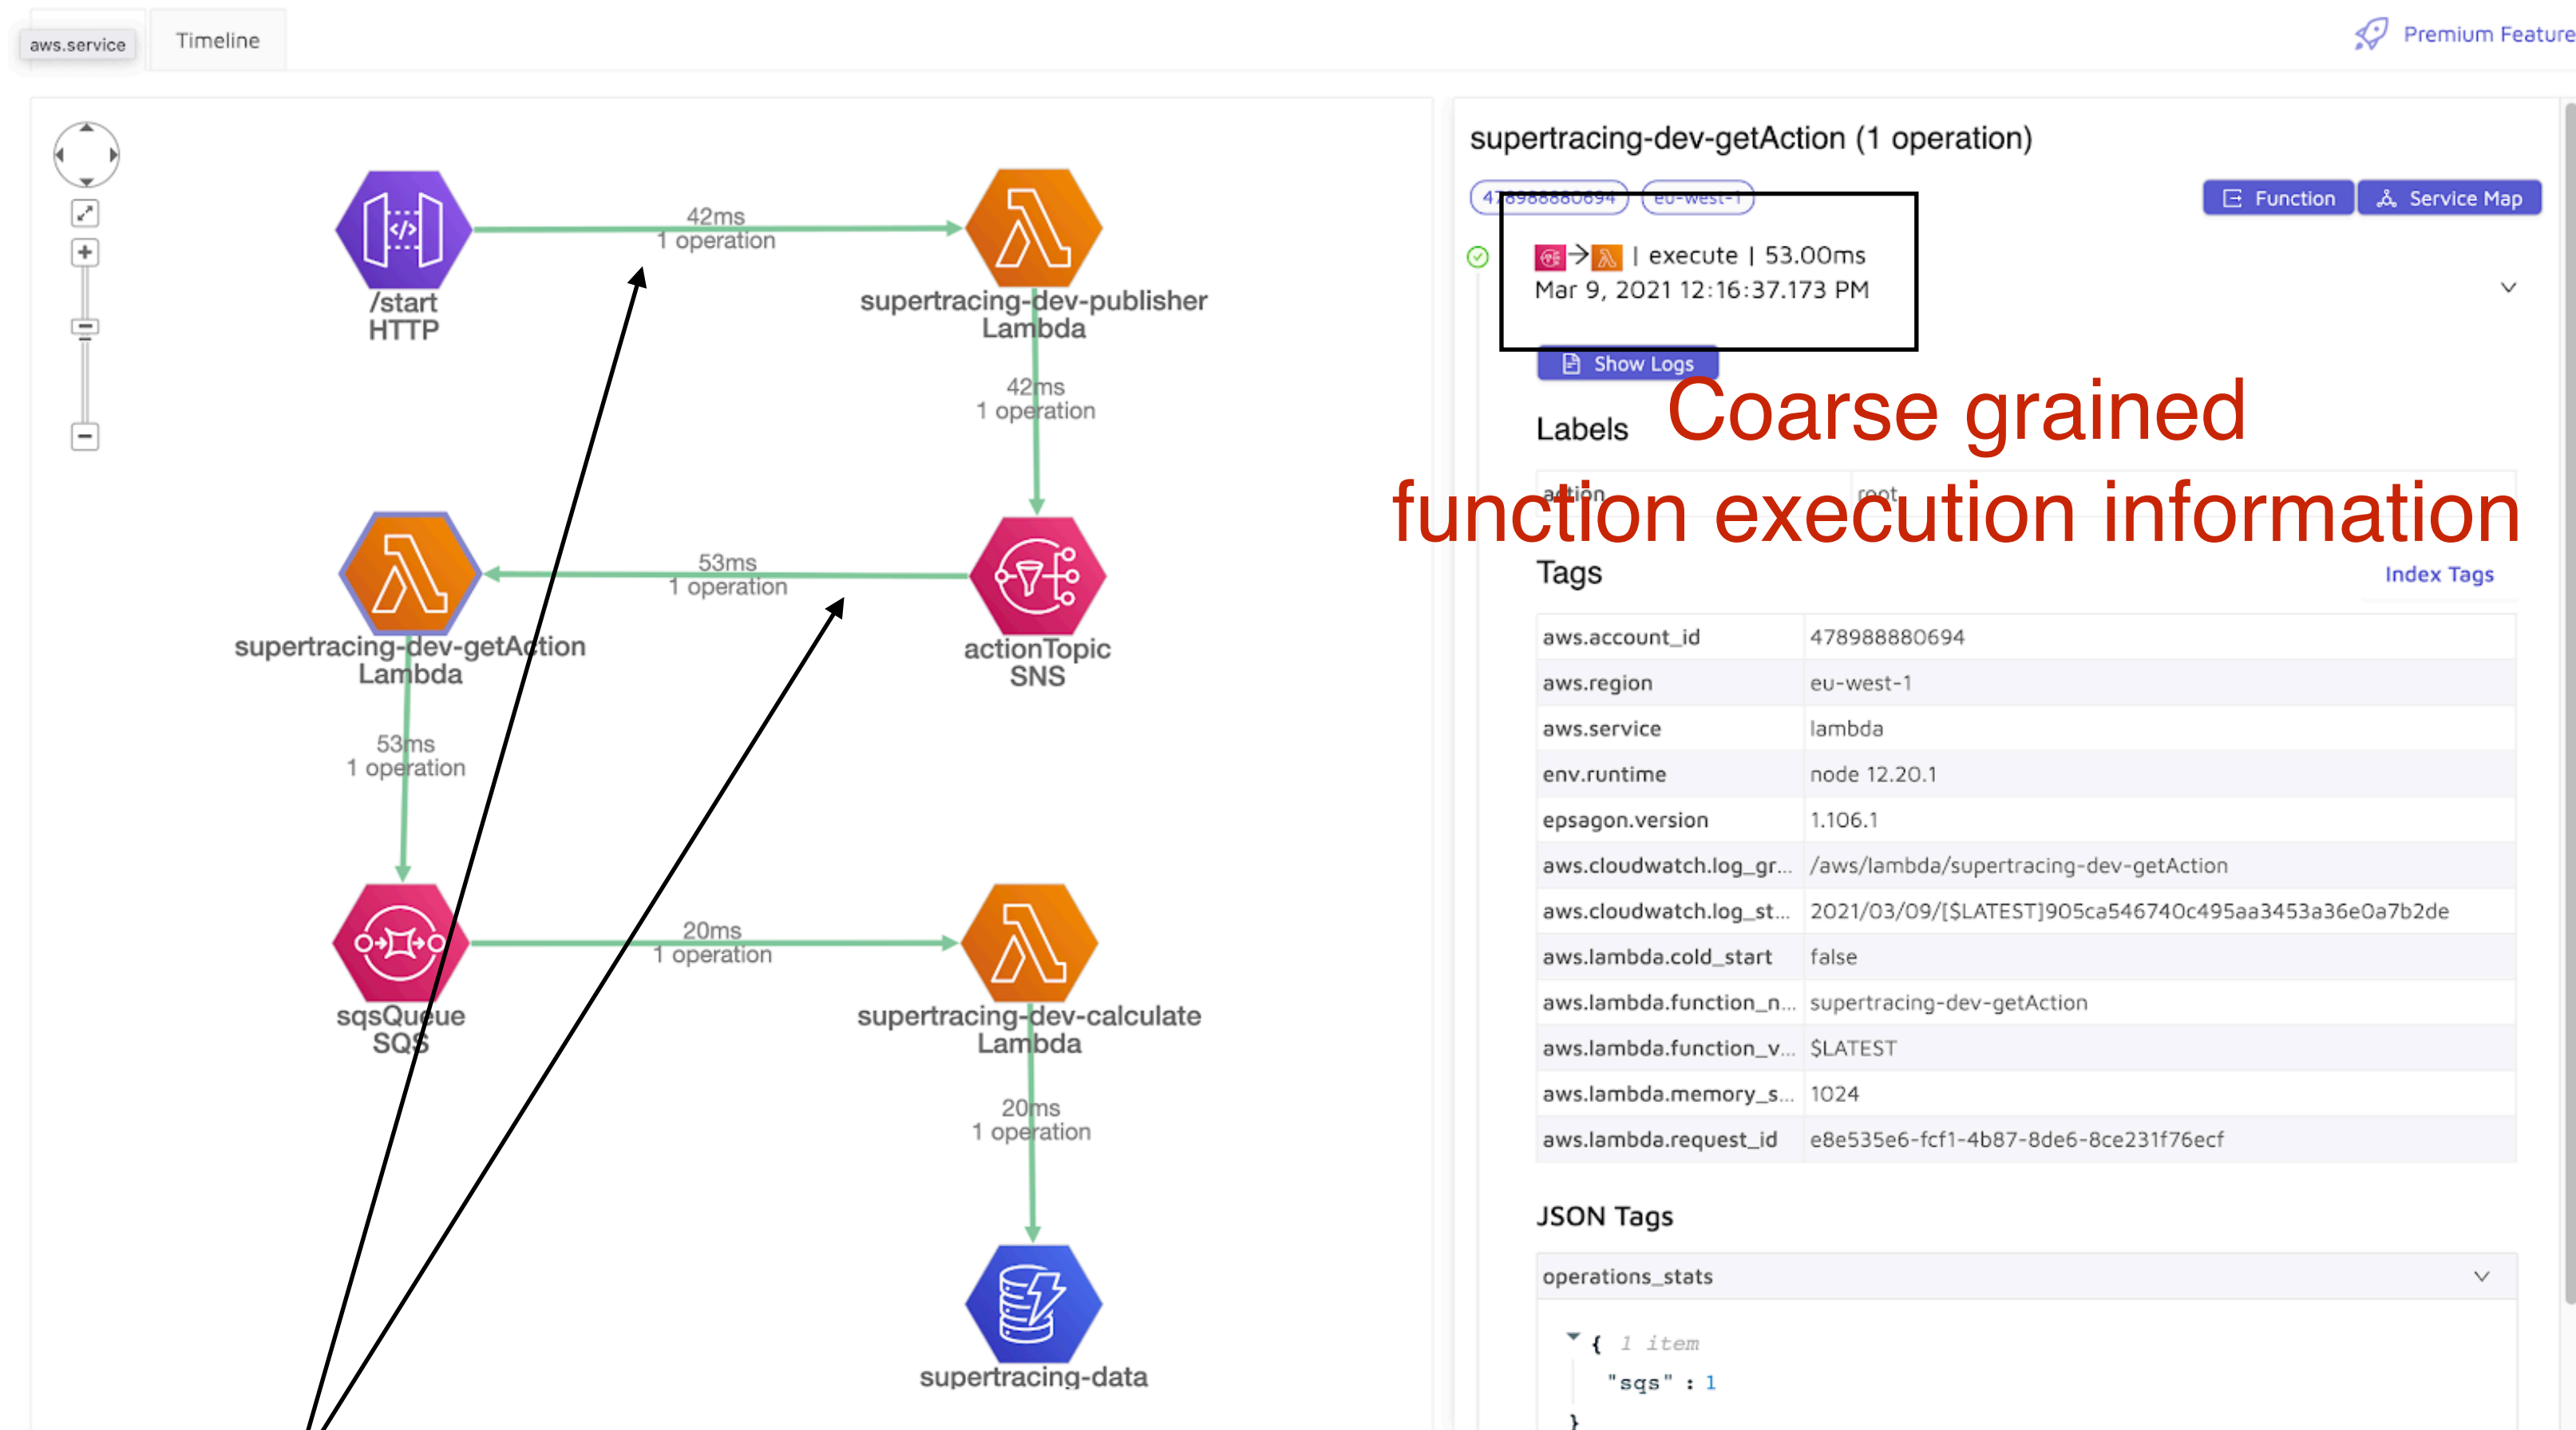 aws.service
Timeline
Premium Feature
42ms
1 operation
/start
HTTP
supertracing-dev-publisher
Lambda
42ms
1 operation
53ms
1 operation
supertracing-dev-getAction
Lambda
actionTopic
SNS
53ms
1 operation
20ms
1 operation
sqsQueue
SQS
supertracing-dev-calculate
Lambda
20ms
1 operation
supertracing-data
supertracing-dev-getAction (1 operation)
478988880694
eu-west-1
Function
Service Map
| execute | 53.00ms
Mar 9, 2021 12:16:37.173 PM
Show Logs
Coarse grained
function execution information
Labels
action root
Tags
Index Tags
aws.account_id 478988880694
aws.region eu-west-1
aws.service lambda
env.runtime node 12.20.1
epsagon.version 1.106.1
aws.cloudwatch.log_gr... /aws/lambda/supertracing-dev-getAction
aws.cloudwatch.log_st... 2021/03/09/[$LATEST]905ca546740c495aa3453a36e0a7b2de
aws.lambda.cold_start false
aws.lambda.function_n... supertracing-dev-getAction
aws.lambda.function_v... $LATEST
aws.lambda.memory_s... 1024
aws.lambda.request_id e8e535e6-fcf1-4b87-8de6-8ce231f76ecf
JSON Tags
operations_stats
{ 1 item
"sqs" : 1
}